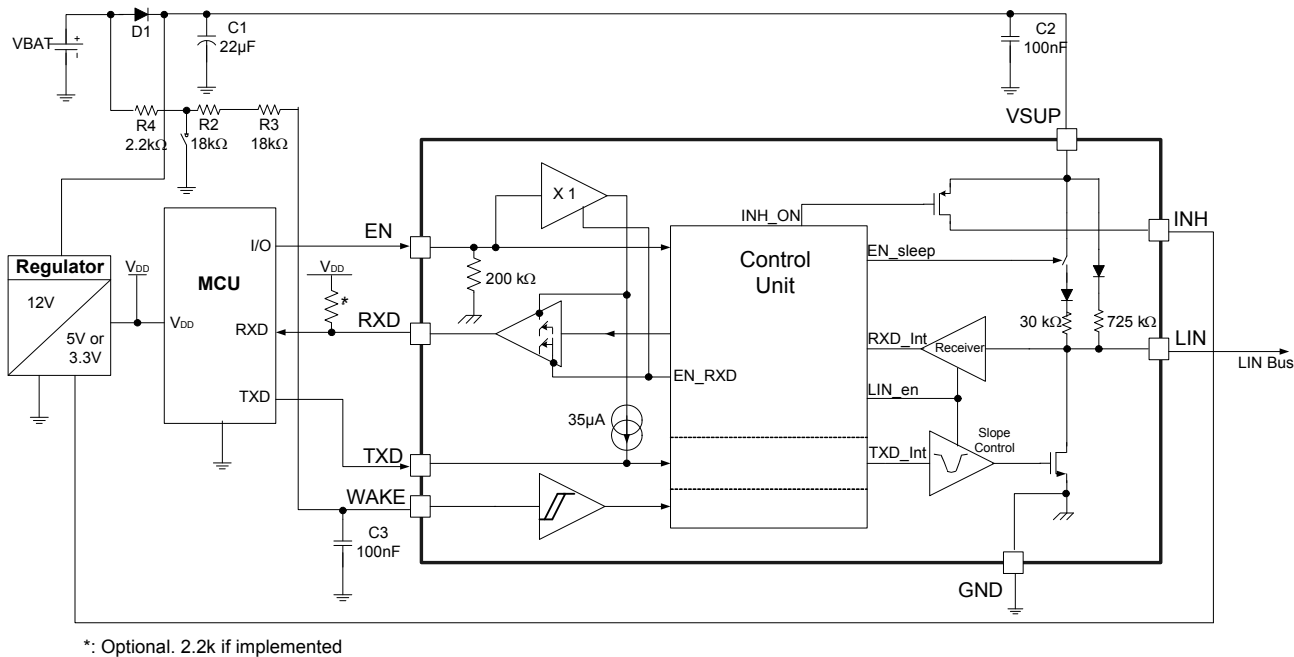 D1
VBAT
+
-
C1
22µF
C2
100nF
R4
2.2kΩ
R2
18kΩ
R3
18kΩ
VSUP
X 1
INH_ON
INH
I/O
EN
Regulator
12V
5V or
3.3V
VDD
MCU
VDD
200 kΩ
VDD
*
Control
Unit
EN_sleep
30 kΩ
725 kΩ
RXD
RXD
RXD_Int
Receiver
LIN
LIN Bus
EN_RXD
LIN_en
TXD
35µA
Slope
Control
TXD
TXD_Int
WAKE
C3
100nF
GND
*: Optional. 2.2k if implemented